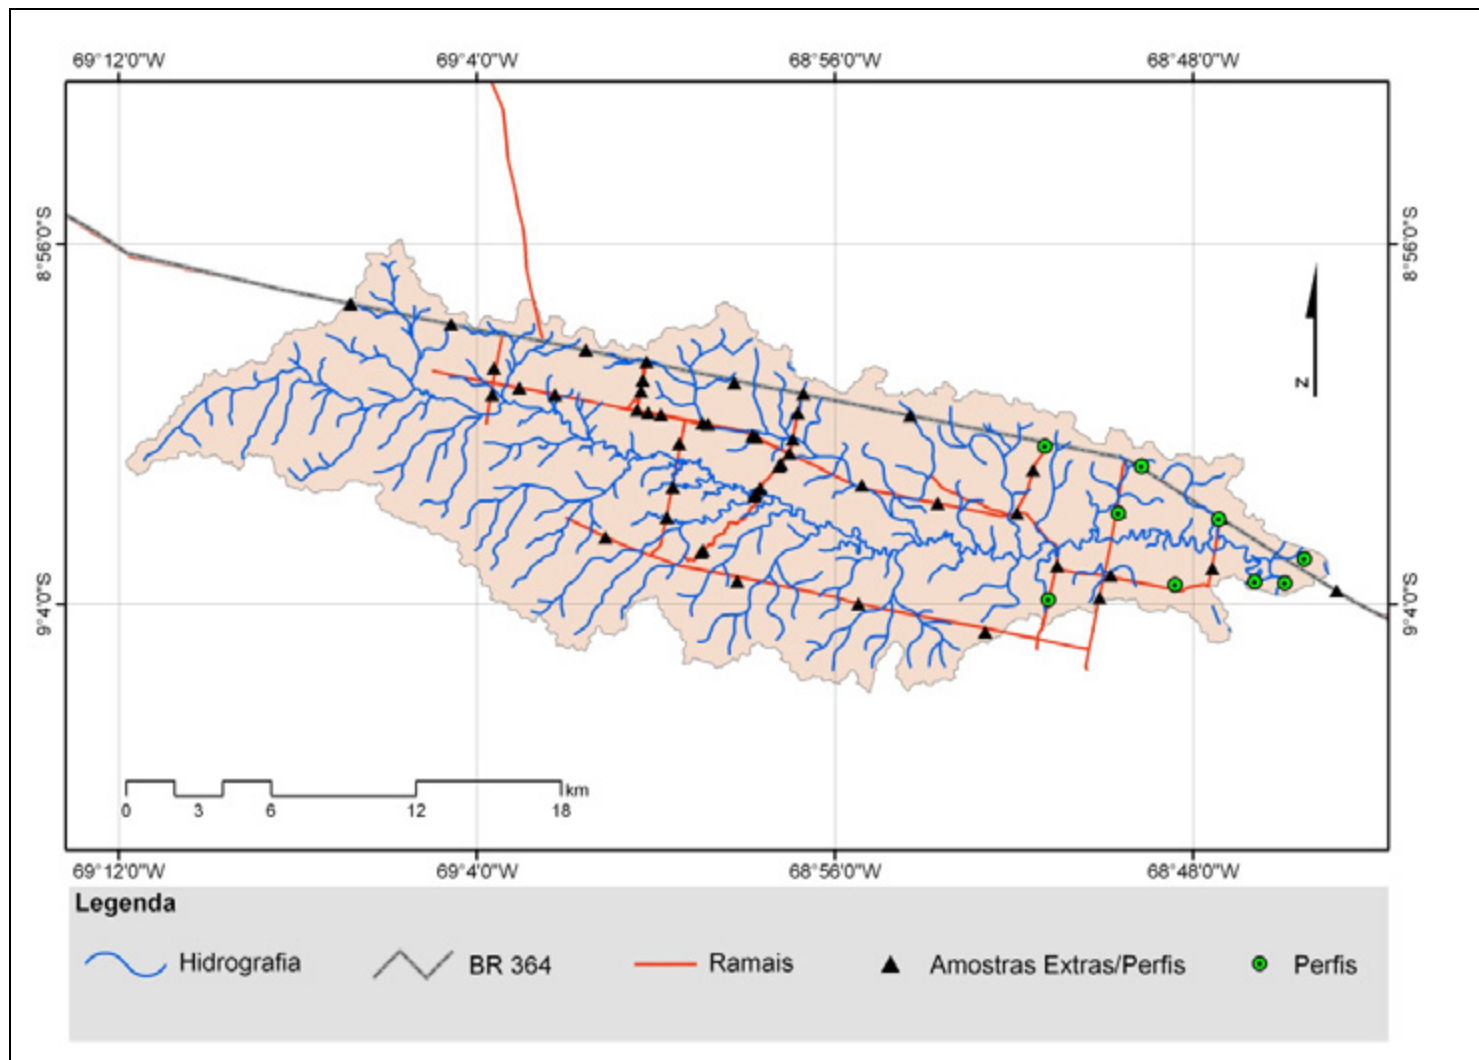 69°12'0"W 69°4'0"W 68°56'0"W 68°48'0"W
8°56'0"S 8°56'0"S
N
9°4'0"S 9°4'0"S
km
0 3 6 12 18
69°12'0"W 69°4'0"W 68°56'0"W 68°48'0"W
Legenda
Hidrografia BR 364 Ramais Amostras Extras/Perfis Perfis